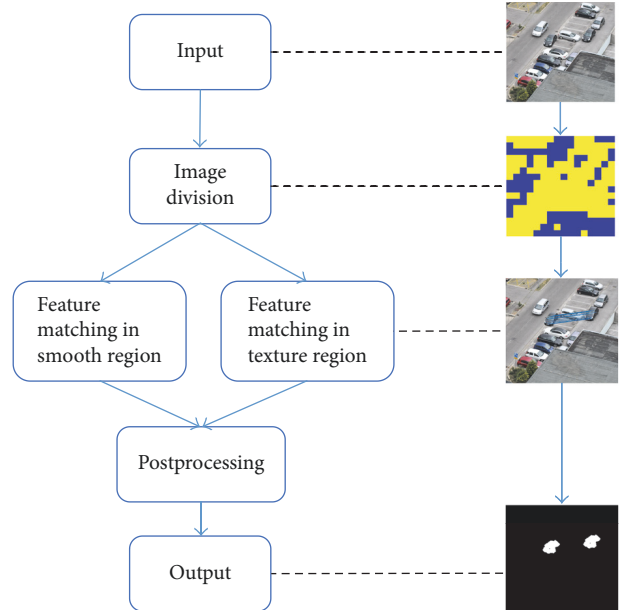 Input
Image
division
Feature
matching in
smooth region
Feature
matching in
texture region
Postprocessing
Output